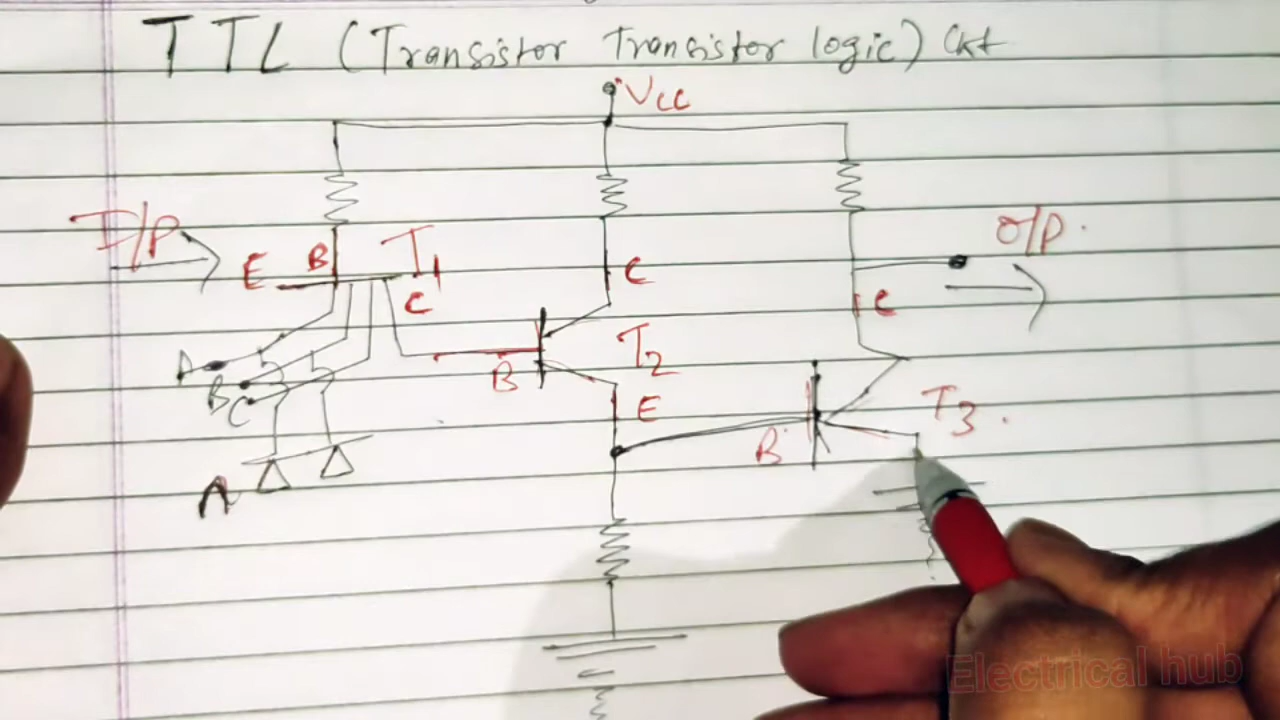 TTL (Transistor Transistor logic) Ckt
Vcc
I/P
O/P.
E B T1
C
C
C
A
B
C
B
T2
E
T3.
B
A
Electrical hub